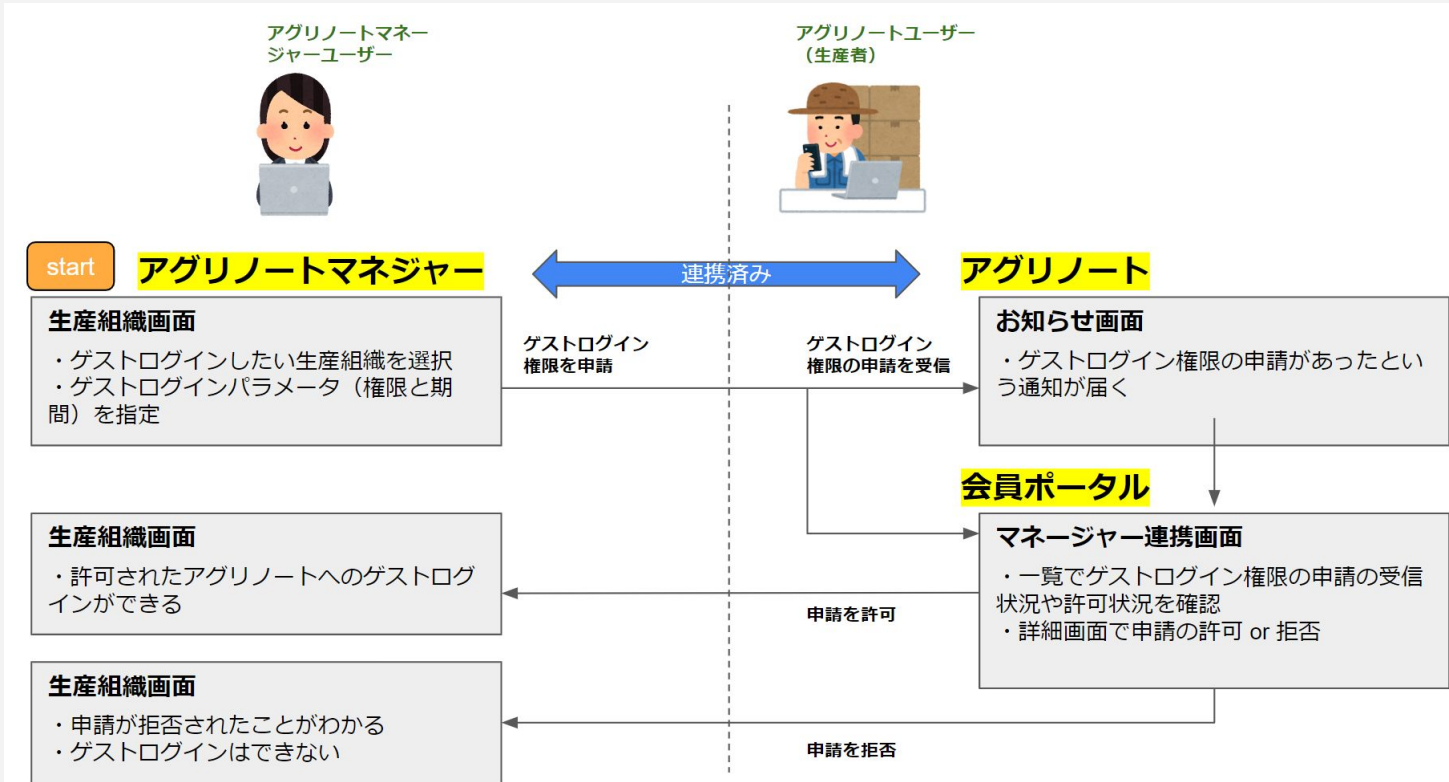 アグリノートマネー
ジャーユーザー
アグリノートユーザー
（生産者）
start
アグリノートマネジャー
連携済み
アグリノート
生産組織画面
・ゲストログインしたい生産組織を選択
・ゲストログインパラメータ（権限と期
間）を指定
ゲストログイン
権限を申請
ゲストログイン
権限の申請を受信
お知らせ画面
・ゲストログイン権限の申請があったとい
う通知が届く
会員ポータル
マネージャー連携画面
・一覧でゲストログイン権限の申請の受信
状況や許可状況を確認
・詳細画面で申請の許可 or 拒否
生産組織画面
・許可されたアグリノートへのゲストログ
インができる
申請を許可
生産組織画面
・申請が拒否されたことがわかる
・ゲストログインはできない
申請を拒否